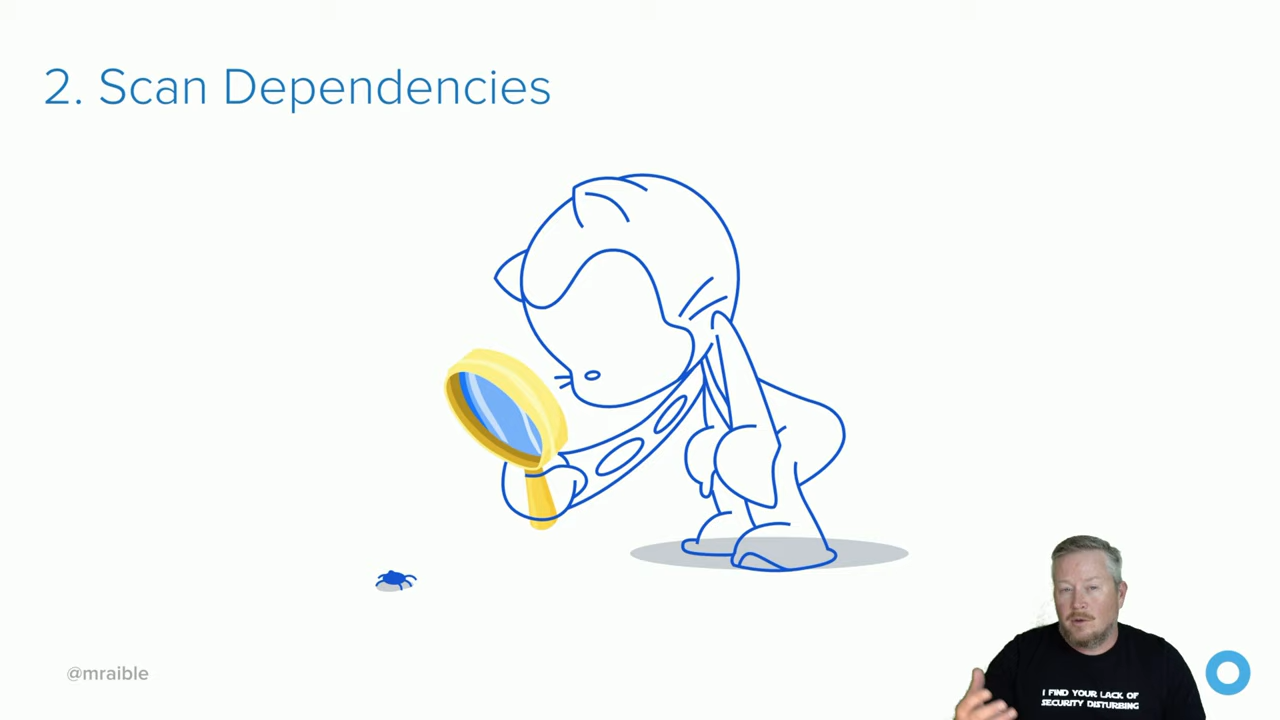 2. Scan Dependencies
@mraible
I FIND YOUR LACK OF
SECURITY DISTURBING